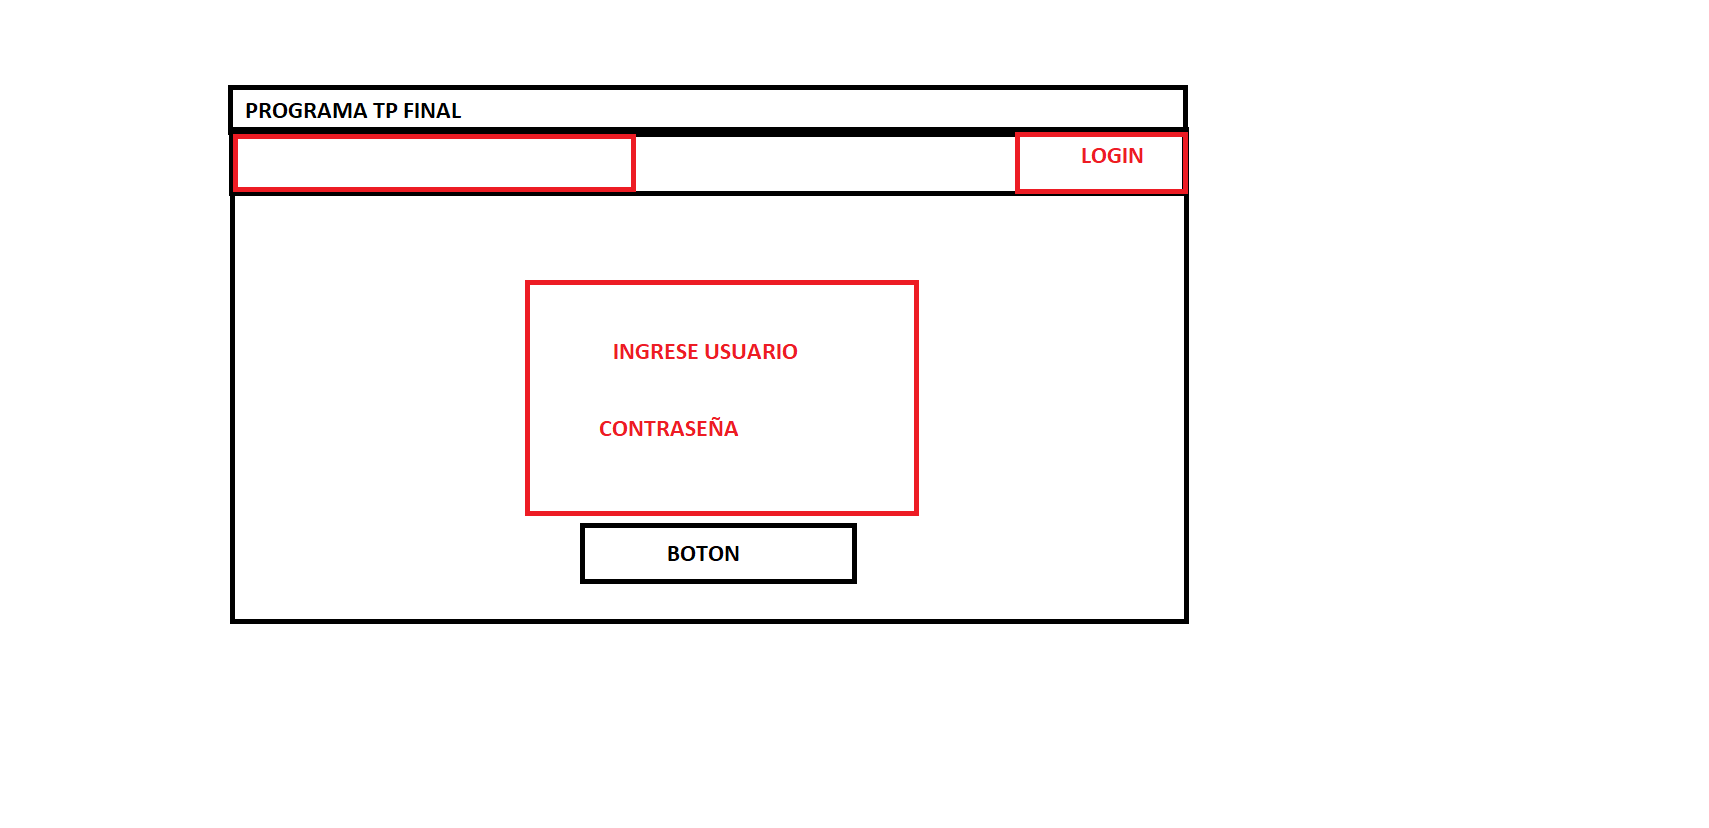 PROGRAMA TP FINAL
LOGIN
INGRESE USUARIO
CONTRASEÑA
BOTON